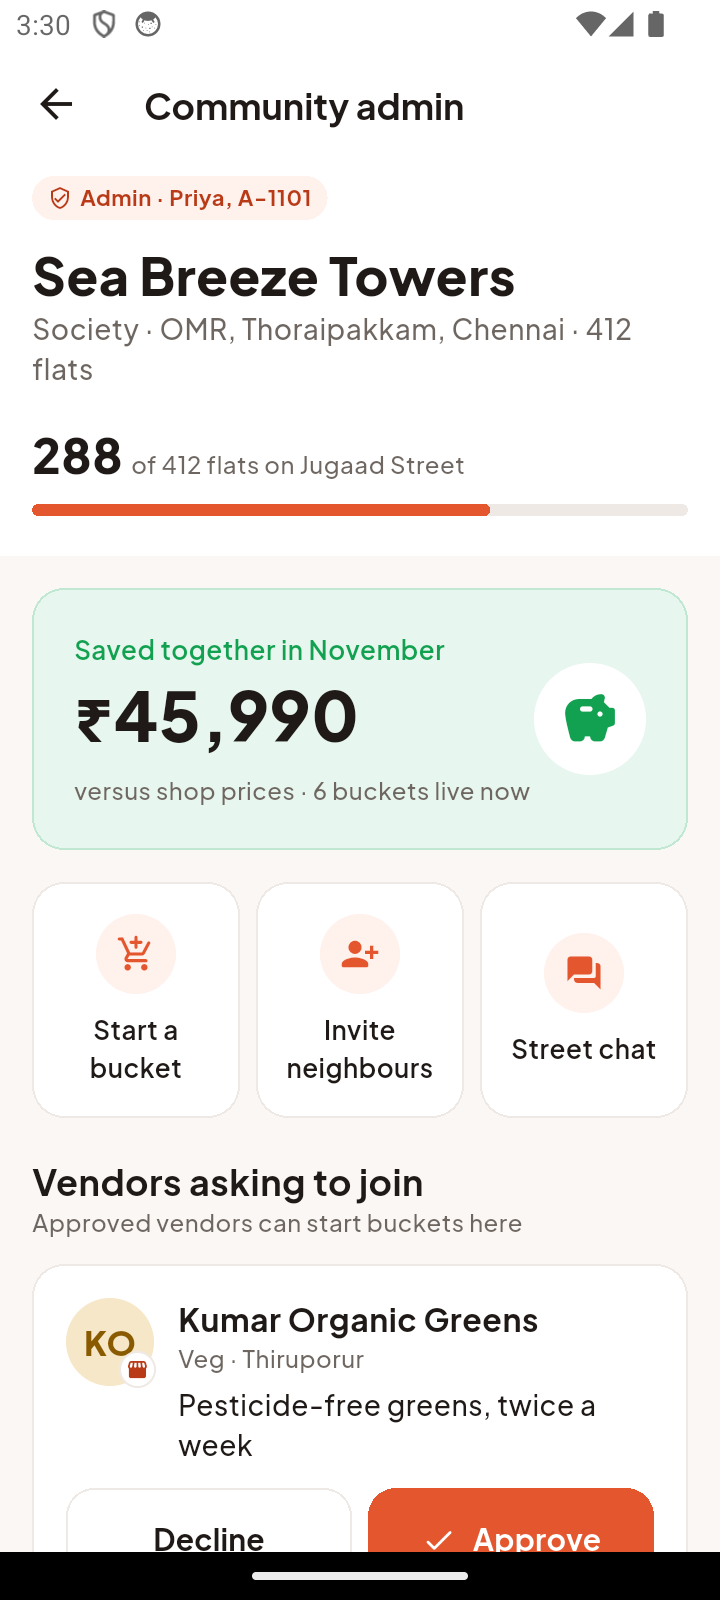 3:30
Community admin
Admin · Priya, A-1101
Sea Breeze Towers
Society · OMR, Thoraipakkam, Chennai · 412
flats
288 of 412 flats on Jugaad Street
Saved together in November
₹45,990
versus shop prices · 6 buckets live now
Start a
bucket
Invite
neighbours
Street chat
Vendors asking to join
Approved vendors can start buckets here
KO
Kumar Organic Greens
Veg · Thiruporur
Pesticide-free greens, twice a
week
Decline
Approve